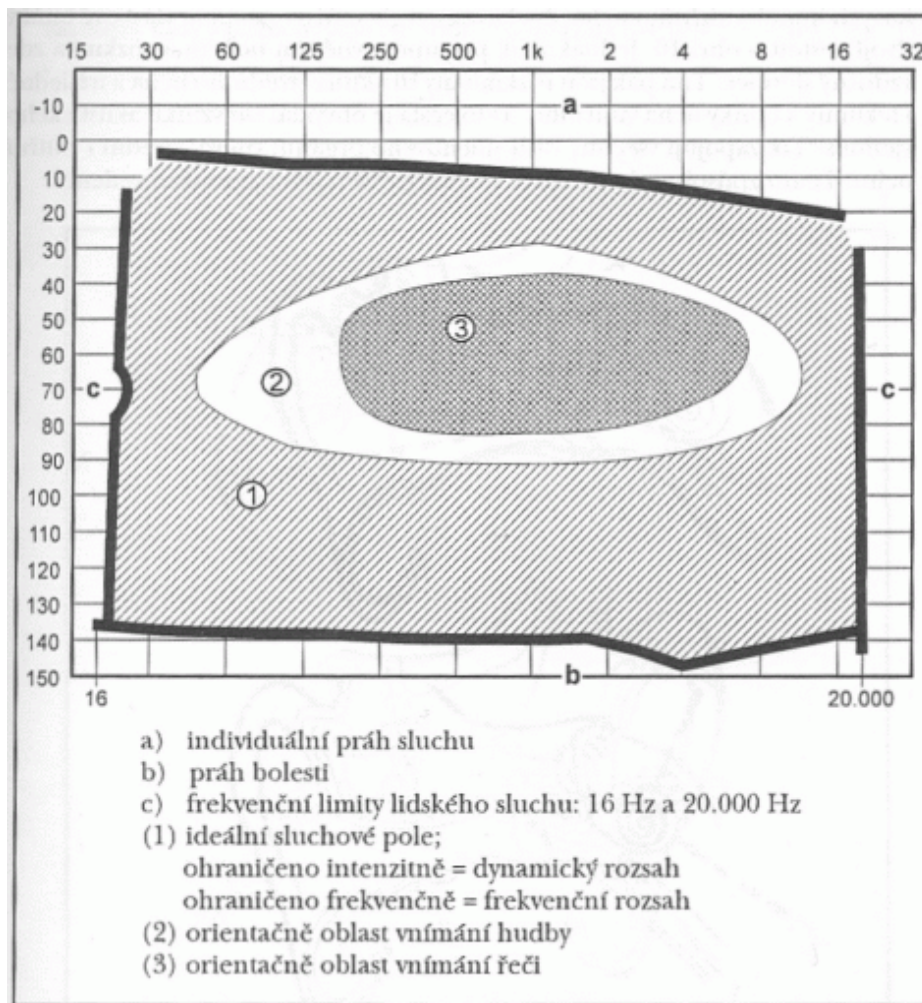 15 30 60 125 250 500 1k 2 4 8 16 32
a
-10
0
10
20
30
40
50
60
70
80
90
100
110
120
130
140
150
3
2
c
c
1
b
16
20.000
a) individuální práh sluchu
b) práh bolesti
c) frekvenční limity lidského sluchu: 16 Hz a 20.000 Hz
(1) ideální sluchové pole;
ohraničeno intenzitně = dynamický rozsah
ohraničeno frekvenčně = frekvenční rozsah
(2) orientačně oblast vnímání hudby
(3) orientačně oblast vnímání řeči